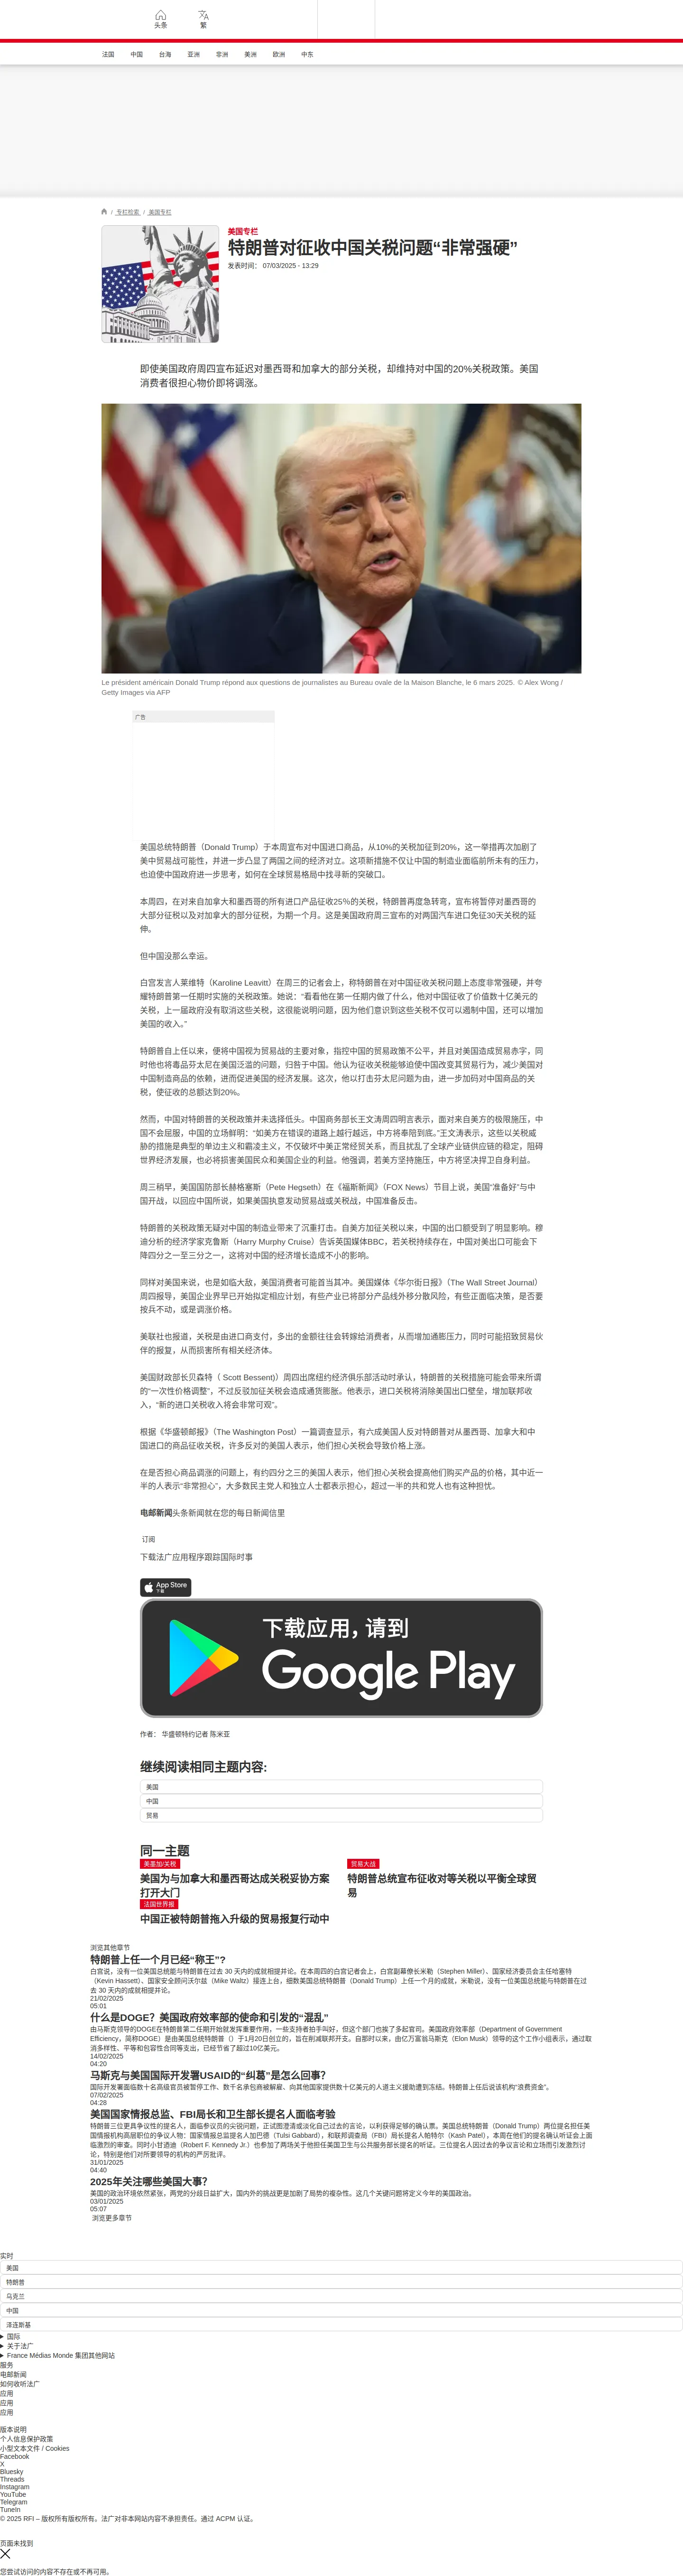 头条
繁
法国
中国
台海
亚洲
非洲
美洲
欧洲
中东
/ 专栏检索 / 美国专栏
美国专栏
特朗普对征收中国关税问题“非常强硬”
发表时间： 07/03/2025 - 13:29
即使美国政府周四宣布延迟对墨西哥和加拿大的部分关税，却维持对中国的20%关税政策。美国
消费者很担心物价即将调涨。
Le président américain Donald Trump répond aux questions de journalistes au Bureau ovale de la Maison Blanche, le 6 mars 2025. © Alex Wong /
Getty Images via AFP
广告
美国总统特朗普（Donald Trump）于本周宣布对中国进口商品，从10%的关税加征到20%，这一举措再次加剧了
美中贸易战可能性，并进一步凸显了两国之间的经济对立。这项新措施不仅让中国的制造业面临前所未有的压力，
也迫使中国政府进一步思考，如何在全球贸易格局中找寻新的突破口。
本周四，在对来自加拿大和墨西哥的所有进口产品征收25%的关税，特朗普再度急转弯，宣布将暂停对墨西哥的
大部分征税以及对加拿大的部分征税，为期一个月。这是美国政府周三宣布的对两国汽车进口免征30天关税的延
伸。
但中国没那么幸运。
白宫发言人莱维特（Karoline Leavitt）在周三的记者会上，称特朗普在对中国征收关税问题上态度非常强硬，并夸
耀特朗普第一任期时实施的关税政策。她说：“看看他在第一任期内做了什么，他对中国征收了价值数十亿美元的
关税，上一届政府没有取消这些关税，这很能说明问题，因为他们意识到这些关税不仅可以遏制中国，还可以增加
美国的收入。”
特朗普自上任以来，便将中国视为贸易战的主要对象，指控中国的贸易政策不公平，并且对美国造成贸易赤字，同
时他也将毒品芬太尼在美国泛滥的问题，归咎于中国。他认为征收关税能够迫使中国改变其贸易行为，减少美国对
中国制造商品的依赖，进而促进美国的经济发展。这次，他以打击芬太尼问题为由，进一步加码对中国商品的关
税，使征收的总额达到20%。
然而，中国对特朗普的关税政策并未选择低头。中国商务部长王文涛周四明言表示，面对来自美方的极限施压，中
国不会屈服，中国的立场鲜明：“如美方在错误的道路上越行越远，中方将奉陪到底。”王文涛表示，这些以关税威
胁的措施是典型的单边主义和霸凌主义，不仅破坏中美正常经贸关系，而且扰乱了全球产业链供应链的稳定，阻碍
世界经济发展，也必将损害美国民众和美国企业的利益。他强调，若美方坚持施压，中方将坚决捍卫自身利益。
周三稍早，美国国防部长赫格塞斯（Pete Hegseth）在《福斯新闻》（FOX News）节目上说，美国“准备好”与中
国开战，以回应中国所说，如果美国执意发动贸易战或关税战，中国准备反击。
特朗普的关税政策无疑对中国的制造业带来了沉重打击。自美方加征关税以来，中国的出口额受到了明显影响。穆
迪分析的经济学家克鲁斯（Harry Murphy Cruise）告诉英国媒体BBC，若关税持续存在，中国对美出口可能会下
降四分之一至三分之一，这将对中国的经济增长造成不小的影响。
同样对美国来说，也是如临大敌，美国消费者可能首当其冲。美国媒体《华尔街日报》（The Wall Street Journal）
周四报导，美国企业界早已开始拟定相应计划，有些产业已将部分产品线外移分散风险，有些正面临决策，是否要
按兵不动，或是调涨价格。
美联社也报道，关税是由进口商支付，多出的金额往往会转嫁给消费者，从而增加通膨压力，同时可能招致贸易伙
伴的报复，从而损害所有相关经济体。
美国财政部长贝森特（ Scott Bessent)）周四出席纽约经济俱乐部活动时承认，特朗普的关税措施可能会带来所谓
的“一次性价格调整”，不过反驳加征关税会造成通货膨胀。他表示，进口关税将消除美国出口壁垒，增加联邦收
入，“新的进口关税收入将会非常可观”。
根据《华盛顿邮报》（The Washington Post）一篇调查显示，有六成美国人反对特朗普对从墨西哥、加拿大和中
国进口的商品征收关税，许多反对的美国人表示，他们担心关税会导致价格上涨。
在是否担心商品调涨的问题上，有约四分之三的美国人表示，他们担心关税会提高他们购买产品的价格，其中近一
半的人表示“非常担心”，大多数民主党人和独立人士都表示担心，超过一半的共和党人也有这种担忧。
电邮新闻头条新闻就在您的每日新闻信里
订阅
下载法广应用程序跟踪国际时事
App Store
下载
下载应用，请到
Google Play
作者： 华盛顿特约记者 陈米亚
继续阅读相同主题内容:
美国
中国
贸易
同一主题
美墨加/关税
美国为与加拿大和墨西哥达成关税妥协方案
打开大门
贸易大战
特朗普总统宣布征收对等关税以平衡全球贸
易
法国世界报
中国正被特朗普拖入升级的贸易报复行动中
浏览其他章节
特朗普上任一个月已经“称王”?
白宫说，没有一位美国总统能与特朗普在过去 30 天内的成就相提并论。在本周四的白宫记者会上，白宫副幕僚长米勒（Stephen Miller）、国家经济委员会主任哈塞特
（Kevin Hassett）、国家安全顾问沃尔兹（Mike Waltz）接连上台，细数美国总统特朗普（Donald Trump）上任一个月的成就，米勒说，没有一位美国总统能与特朗普在过
去 30 天内的成就相提并论。
21/02/2025
05:01
什么是DOGE？美国政府效率部的使命和引发的“混乱”
由马斯克领导的DOGE在特朗普第二任期开始就发挥重要作用，一些支持者拍手叫好，但这个部门也挨了多起官司。美国政府效率部（Department of Government
Efficiency，简称DOGE）是由美国总统特朗普（）于1月20日创立的，旨在削减联邦开支。自那时以来，由亿万富翁马斯克（Elon Musk）领导的这个工作小组表示，通过取
消多样性、平等和包容性合同等支出，已经节省了超过10亿美元。
14/02/2025
04:20
马斯克与美国国际开发署USAID的“纠葛”是怎么回事?
国际开发署面临数十名高级官员被暂停工作、数千名承包商被解雇、向其他国家提供数十亿美元的人道主义援助遭到冻结。特朗普上任后说该机构“浪费资金”。
07/02/2025
04:28
美国国家情报总监、FBI局长和卫生部长提名人面临考验
特朗普三位更具争议性的提名人，面临参议员的尖锐问题，正试图澄清或淡化自己过去的言论，以利获得足够的确认票。美国总统特朗普（Donald Trump）两位提名担任美
国情报机构高层职位的争议人物：国家情报总监提名人加巴德（Tulsi Gabbard），和联邦调查局（FBI）局长提名人帕特尔（Kash Patel），本周在他们的提名确认听证会上面
临激烈的审查。同时小甘迺迪（Robert F. Kennedy Jr.）也参加了两场关于他担任美国卫生与公共服务部长提名的听证。三位提名人因过去的争议言论和立场而引发激烈讨
论，特别是他们对所要领导的机构的严厉批评。
31/01/2025
04:40
2025年关注哪些美国大事？
美国的政治环境依然紧张，两党的分歧日益扩大，国内外的挑战更是加剧了局势的複杂性。这几个关键问题将定义今年的美国政治。
03/01/2025
05:07
浏览更多章节
实时
美国
特朗普
乌克兰
中国
泽连斯基
国际
关于法广
France Médias Monde 集团其他网站
服务
电邮新闻
如何收听法广
应用
应用
应用
版本说明
个人信息保护政策
小型文本文件 / Cookies
Facebook
X
Bluesky
Threads
Instagram
YouTube
Telegram
TuneIn
© 2025 RFI – 版权所有版权所有。法广对非本网站内容不承担责任。通过 ACPM 认证。
页面未找到
您尝试访问的内容不存在或不再可用。